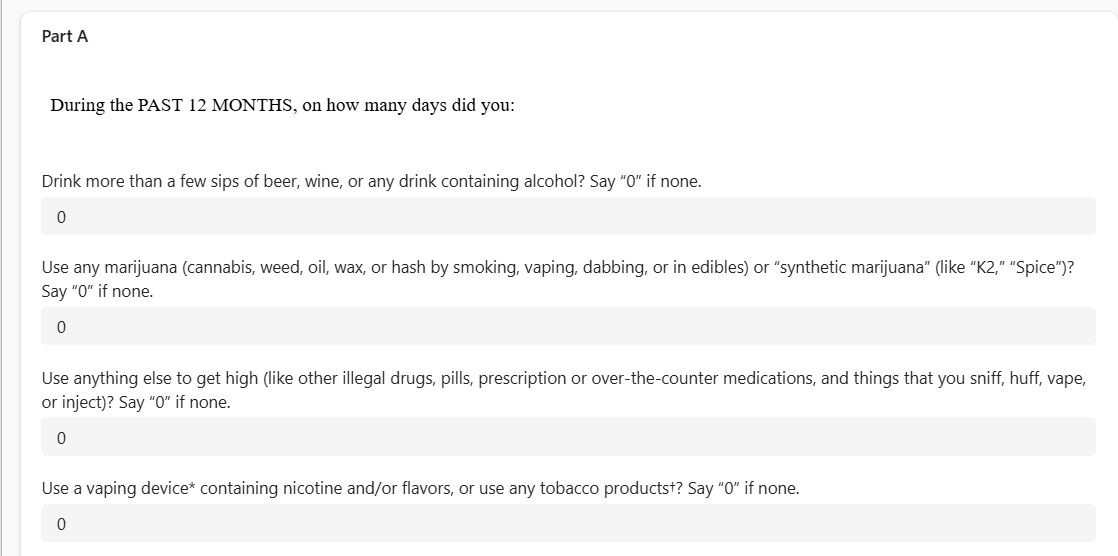 Part A
During the PAST 12 MONTHS, on how many days did you:
Drink more than a few sips of beer, wine, or any drink containing alcohol? Say “0” if none.
0
Use any marijuana (cannabis, weed, oil, wax, or hash by smoking, vaping, dabbing, or in edibles) or “synthetic marijuana” (like “K2,” “Spice”)?
Say “0” if none.
0
Use anything else to get high (like other illegal drugs, pills, prescription or over-the-counter medications, and things that you sniff, huff, vape,
or inject)? Say “0” if none.
0
Use a vaping device* containing nicotine and/or flavors, or use any tobacco products†? Say “0” if none.
0